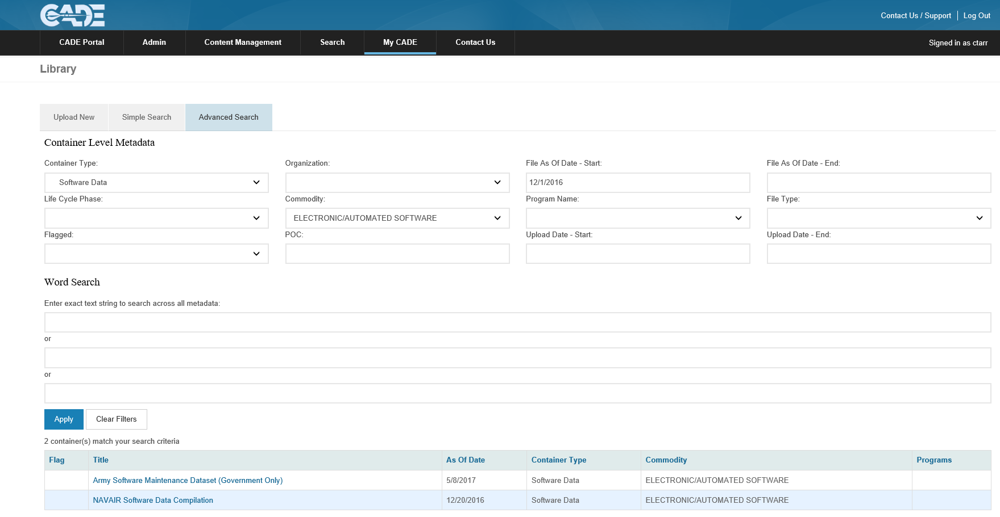 CADE
Contact Us / Support | Log Out
CADE Portal Admin Content Management Search My CADE Contact Us Signed in as ctarr
Library
Upload New Simple Search Advanced Search
Container Level Metadata
Container Type: Organization: File As Of Date - Start: File As Of Date - End:
Software Data 12/1/2016
Life Cycle Phase: Commodity: Program Name: File Type:
ELECTRONIC/AUTOMATED SOFTWARE
Flagged: POC: Upload Date - Start: Upload Date - End:
Word Search
Enter exact text string to search across all metadata:
or
or
Apply Clear Filters
2 container(s) match your search criteria
Flag Title As Of Date Container Type Commodity Programs
Army Software Maintenance Dataset (Government Only) 5/8/2017 Software Data ELECTRONIC/AUTOMATED SOFTWARE
NAVAIR Software Data Compilation 12/20/2016 Software Data ELECTRONIC/AUTOMATED SOFTWARE